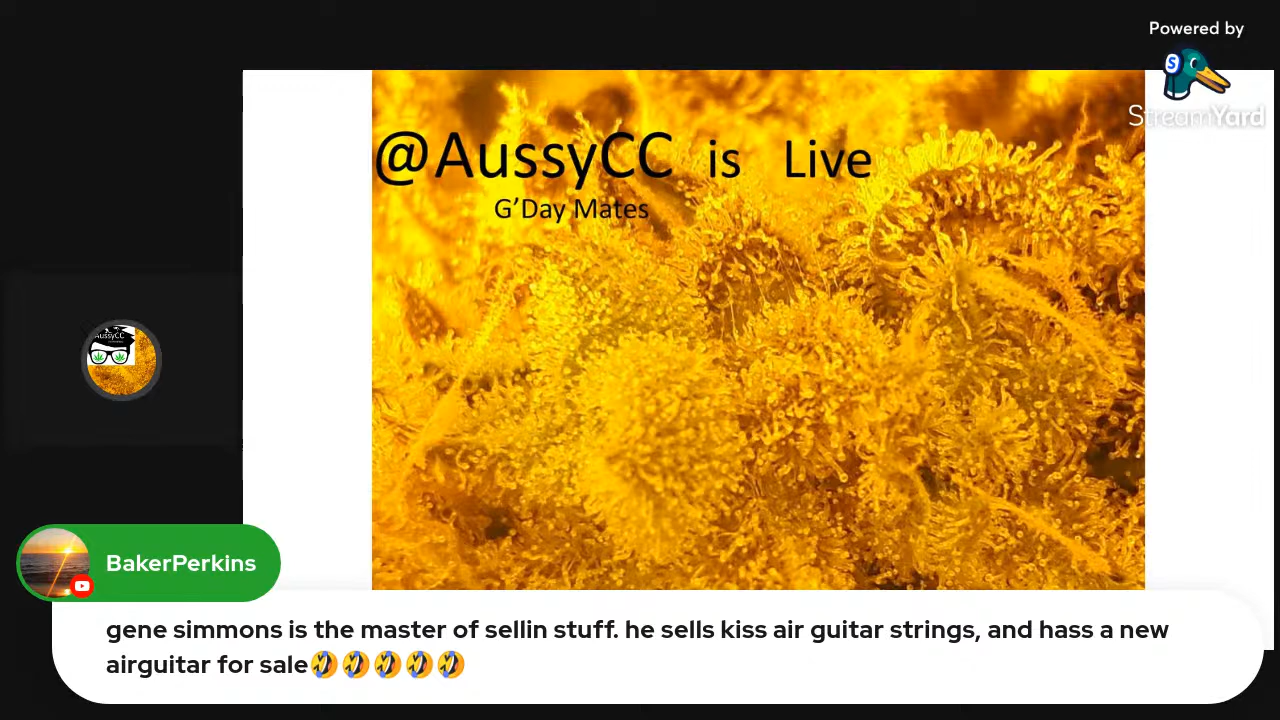 Powered by
StreamYard
@AussyCC is Live
G’Day Mates
AussyCC
BakerPerkins
gene simmons is the master of sellin stuff. he sells kiss air guitar strings, and hass a new
airguitar for sale🤣🤣🤣🤣🤣